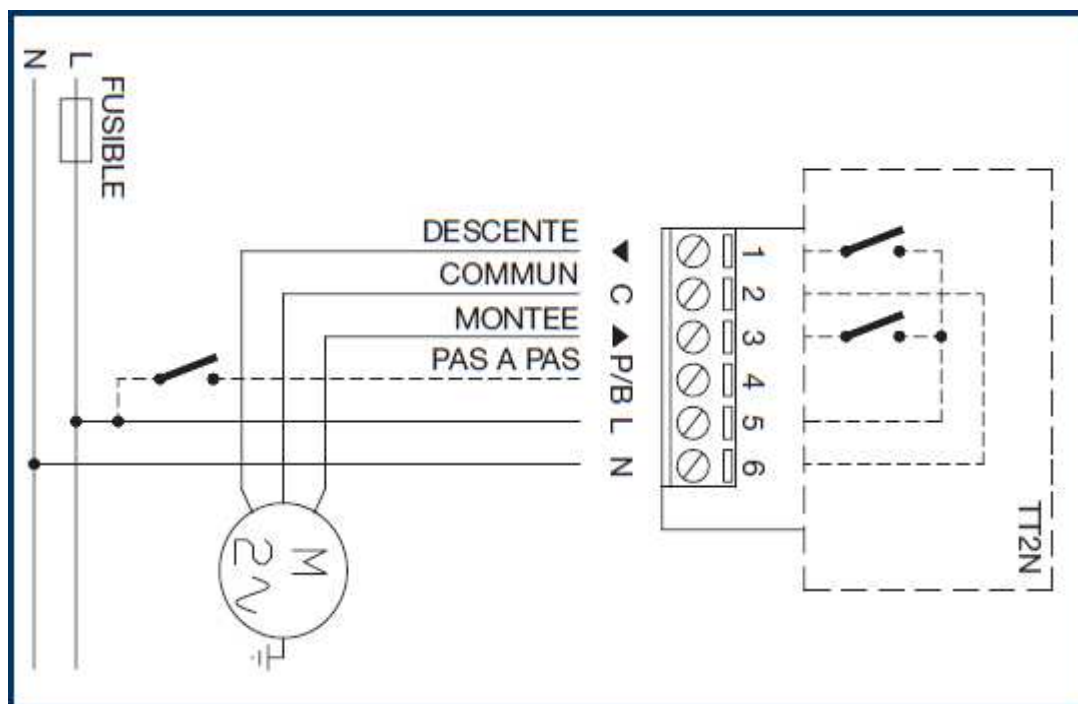 N L
FUSIBLE
DESCENTE
COMMUN
MONTEE
PAS A PAS
▼ 1
C 2
▲ 3
P/B 4
L 5
N 6
TT2N
M
2~